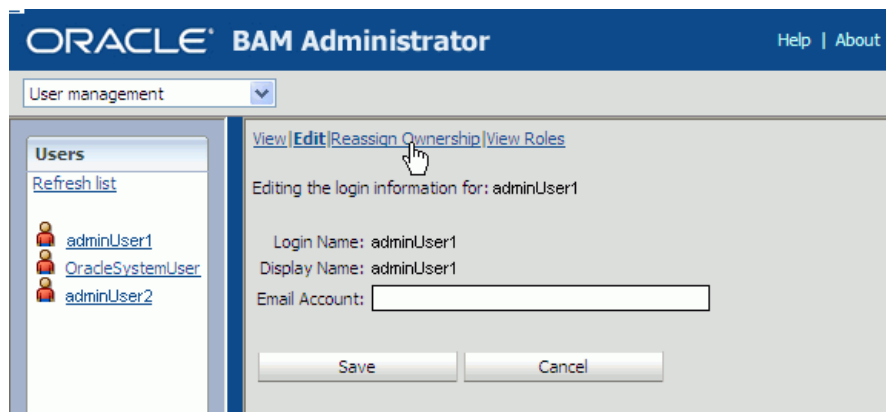 ORACLE BAM Administrator
Help | About
User management
Users
Refresh list
adminUser1
OracleSystemUser
adminUser2
View|Edit|Reassign Ownership|View Roles
Editing the login information for: adminUser1
Login Name: adminUser1
Display Name: adminUser1
Email Account:
Save
Cancel